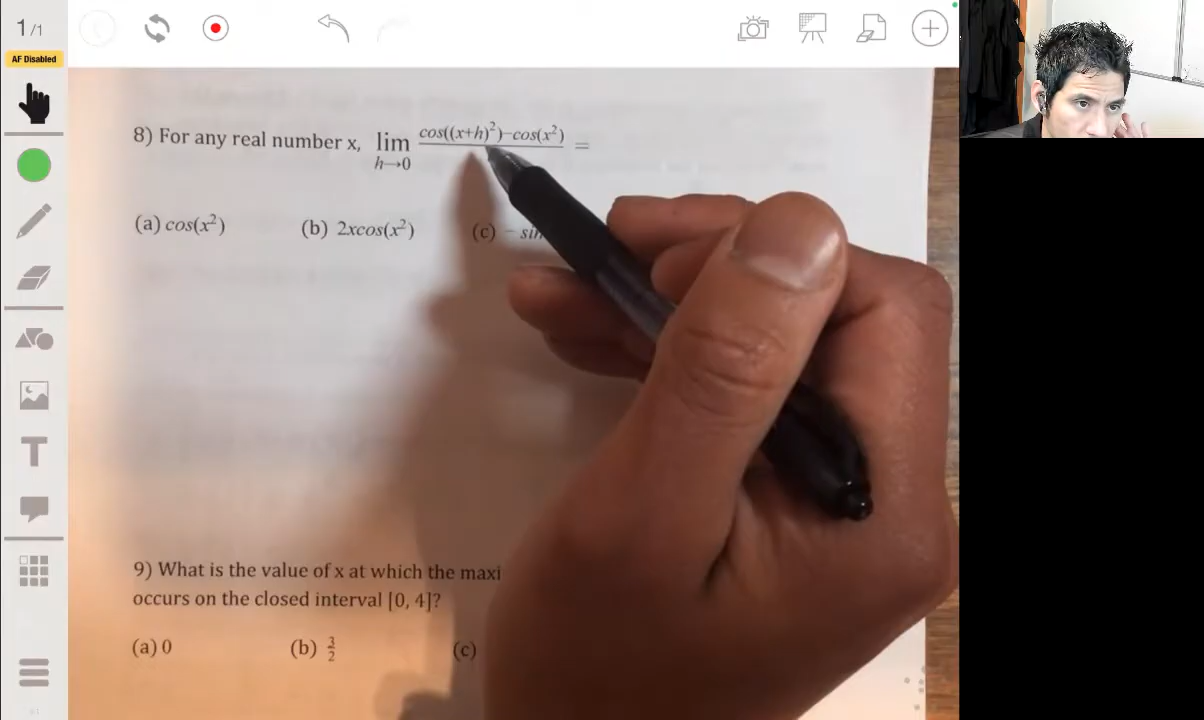 1/1
AF Disabled
8) For any real number x, lim h→0 cos((x+h)²)−cos(x²) =
(a) cos(x²) (b) 2xcos(x²) (c) − sin
9) What is the value of x at which the maxi
occurs on the closed interval [0, 4]?
(a) 0 (b) 3/2 (c)
T